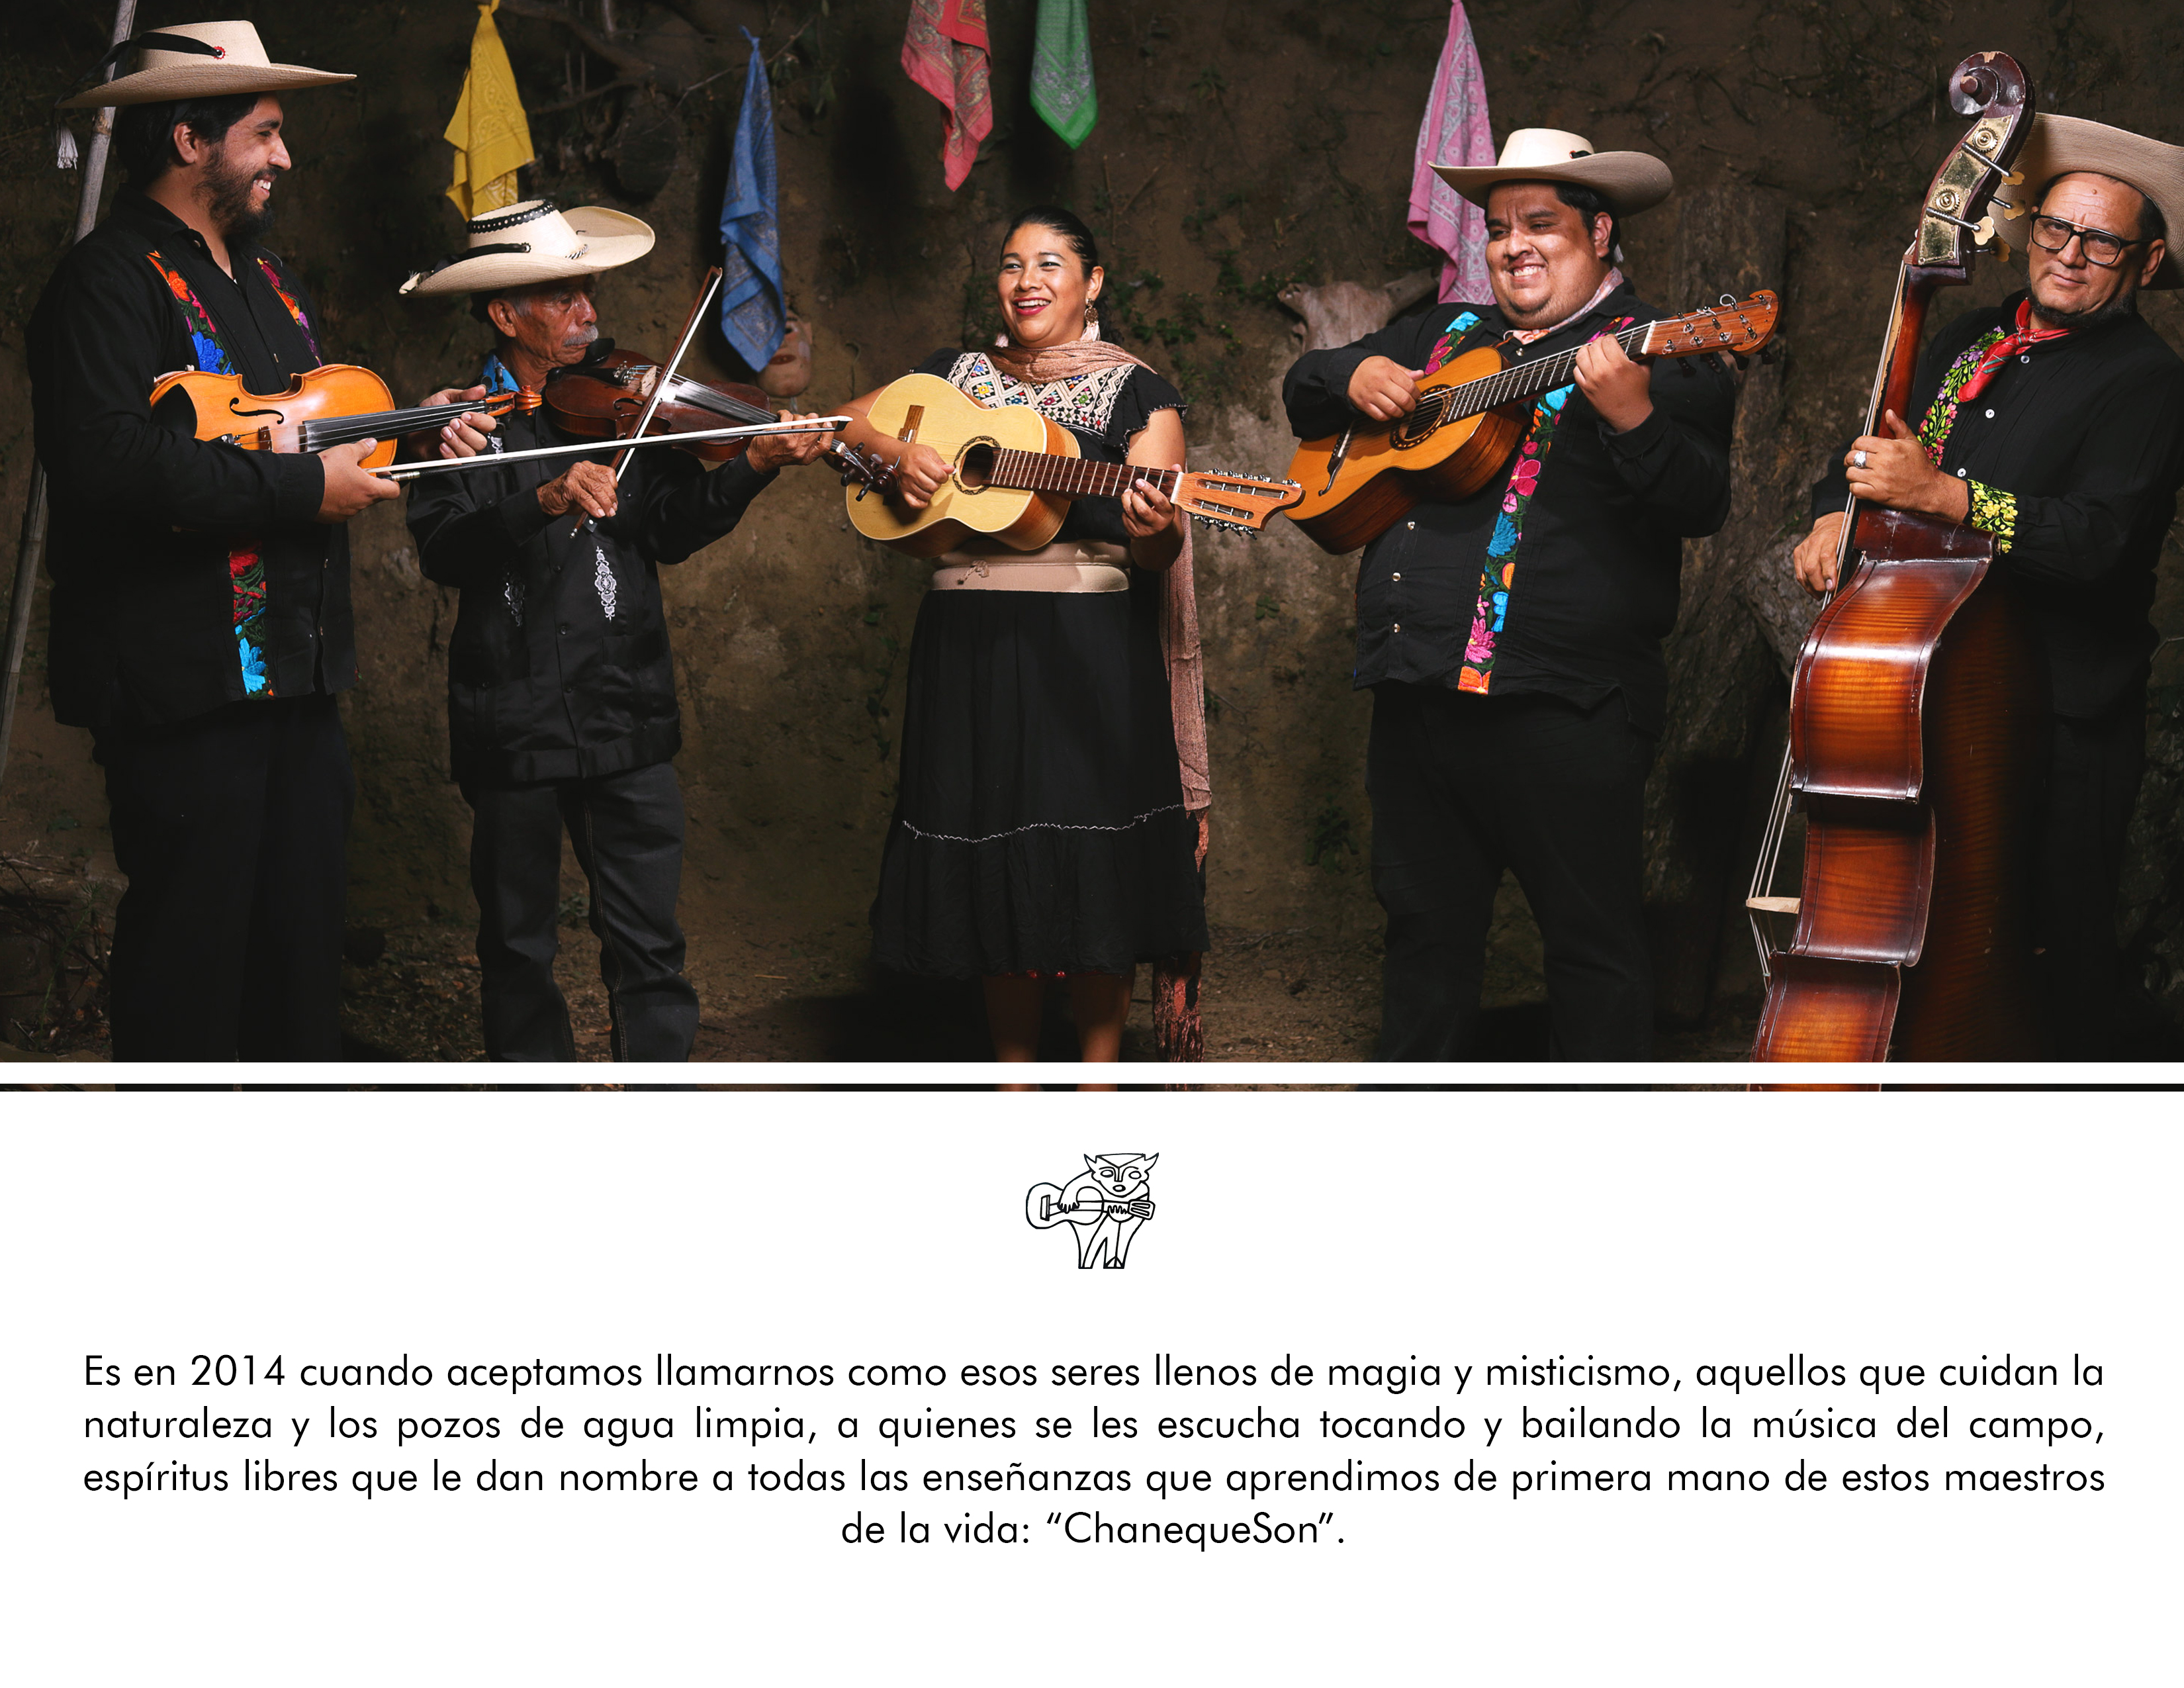 Es en 2014 cuando aceptamos llamarnos como esos seres llenos de magia y misticismo, aquellos que cuidan la
naturaleza y los pozos de agua limpia, a quienes se les escucha tocando y bailando la música del campo,
espíritus libres que le dan nombre a todas las enseñanzas que aprendimos de primera mano de estos maestros
de la vida: “ChanequeSon”.